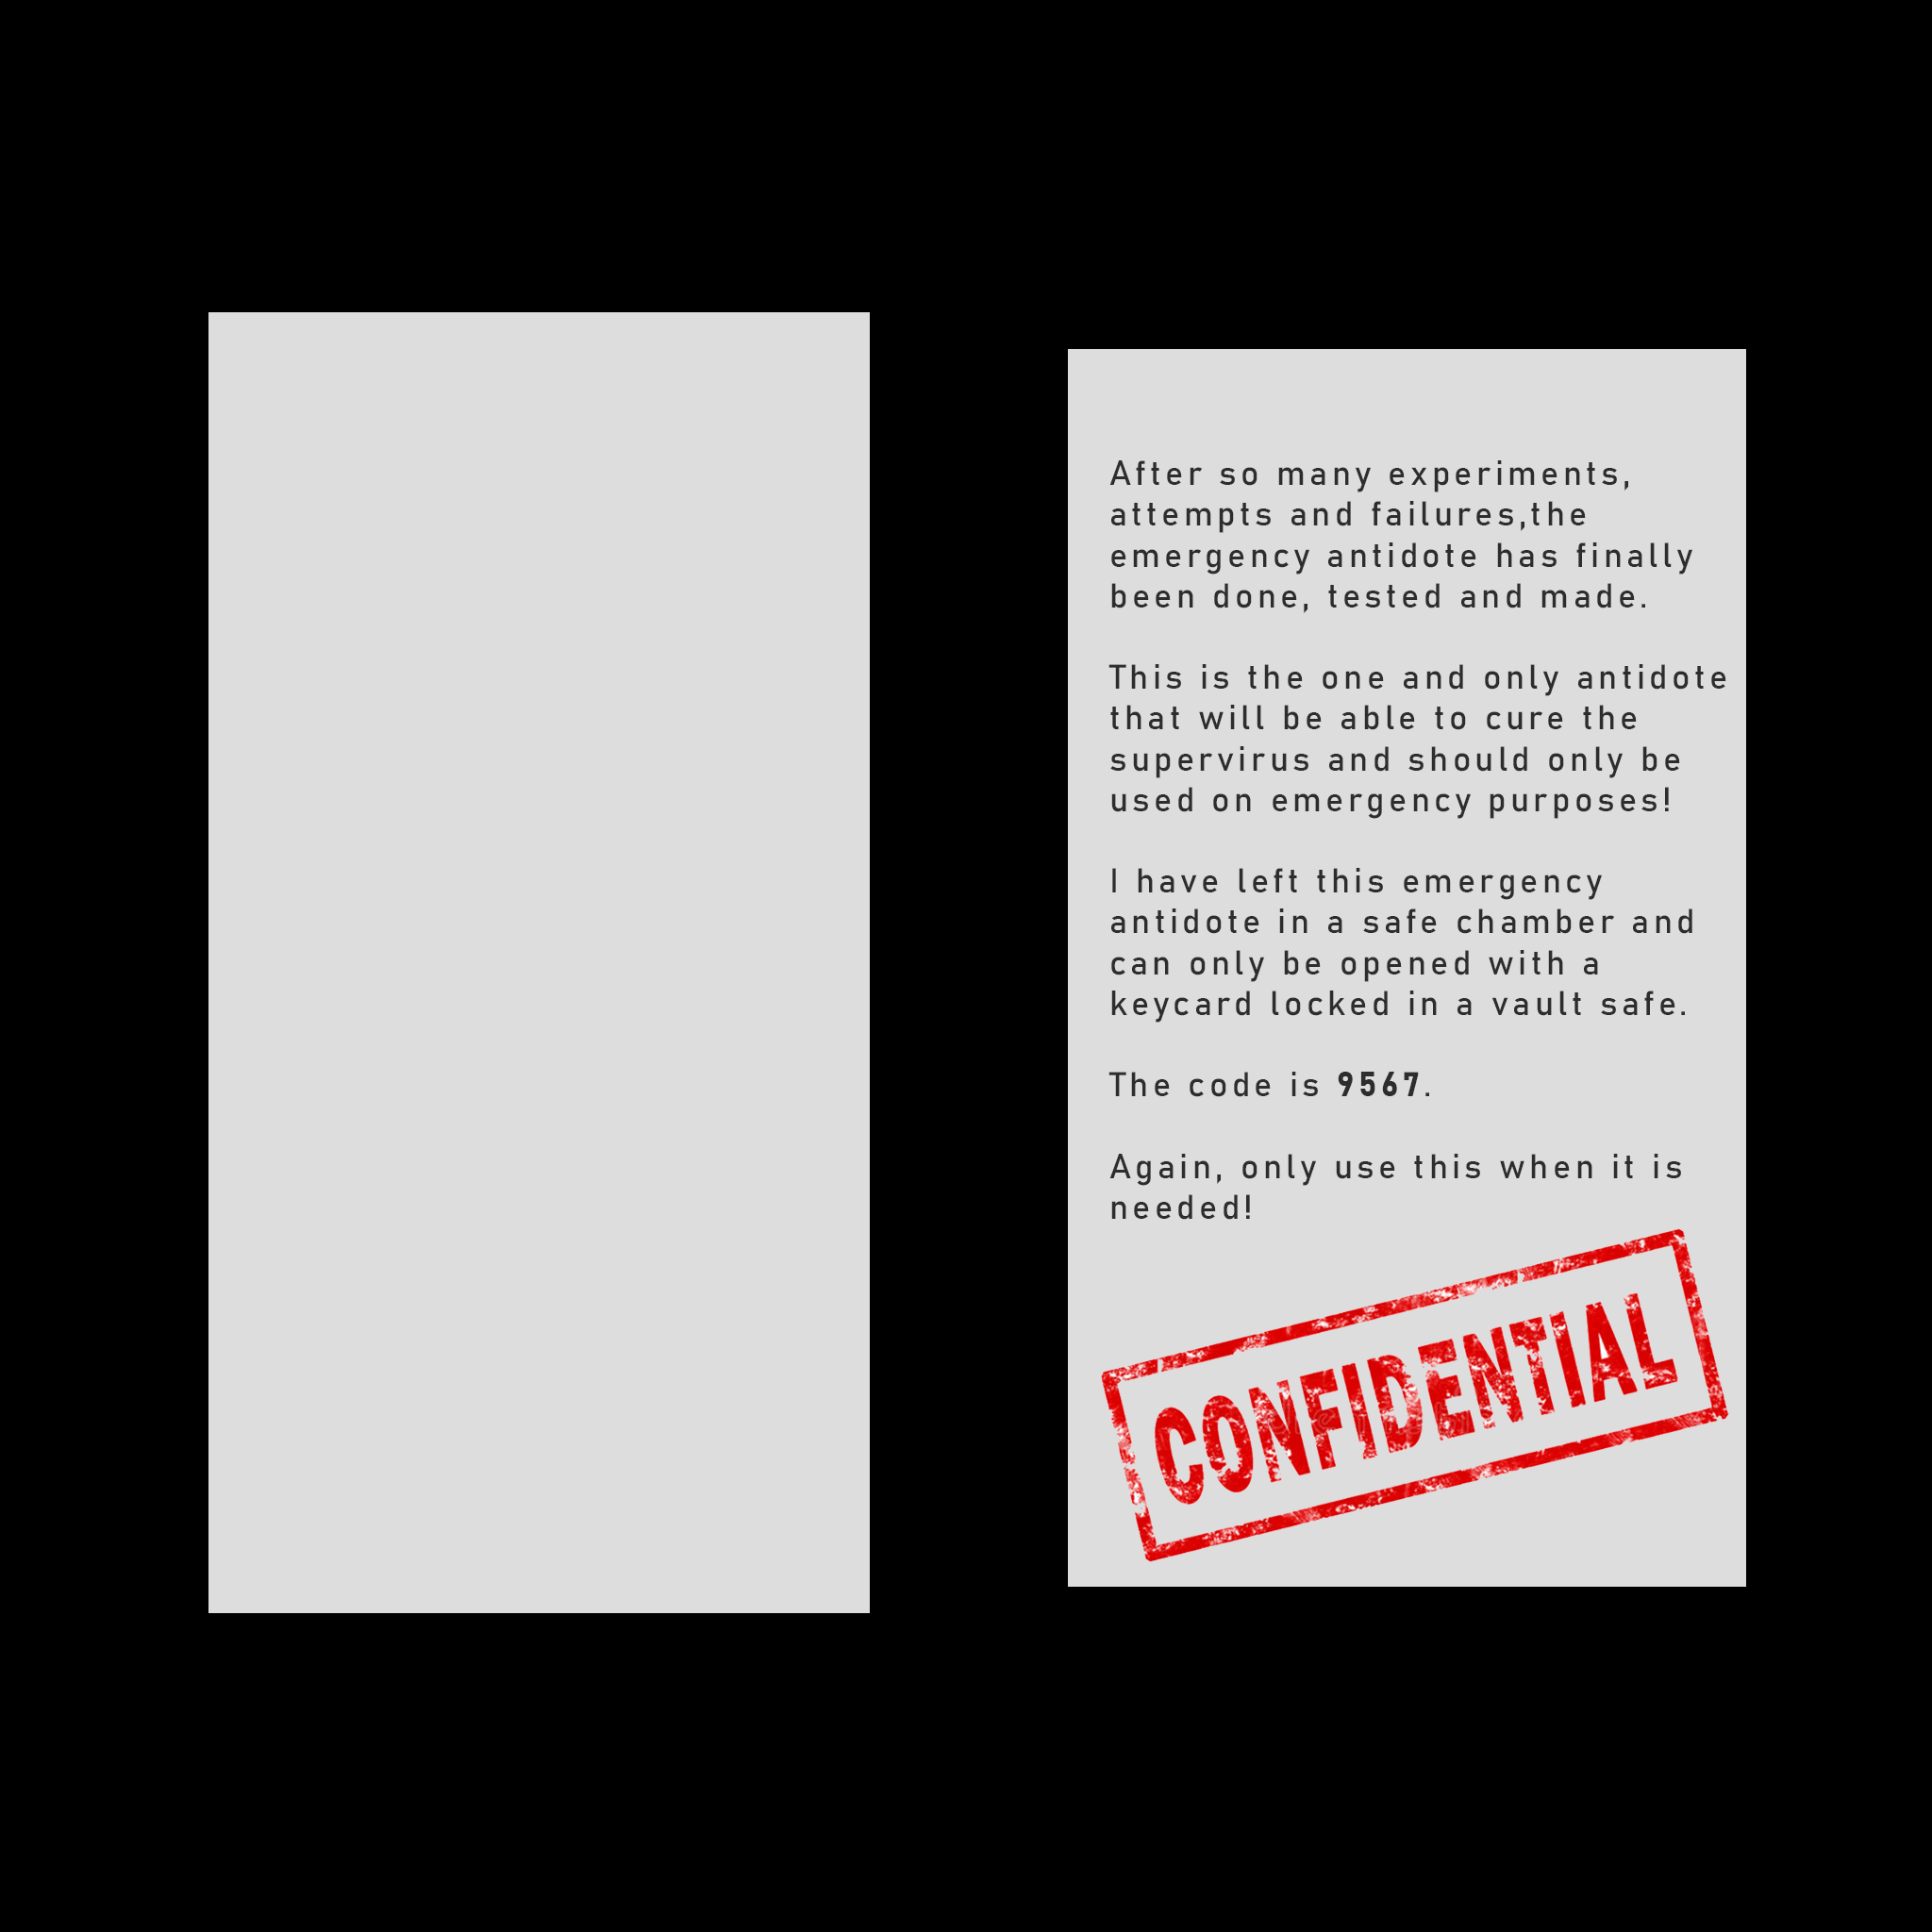 After so many experiments,
attempts and failures,the
emergency antidote has finally
been done, tested and made.
This is the one and only antidote
that will be able to cure the
supervirus and should only be
used on emergency purposes!
I have left this emergency
antidote in a safe chamber and
can only be opened with a
keycard locked in a vault safe.
The code is 9567.
Again, only use this when it is
needed!
CONFIDENTIAL